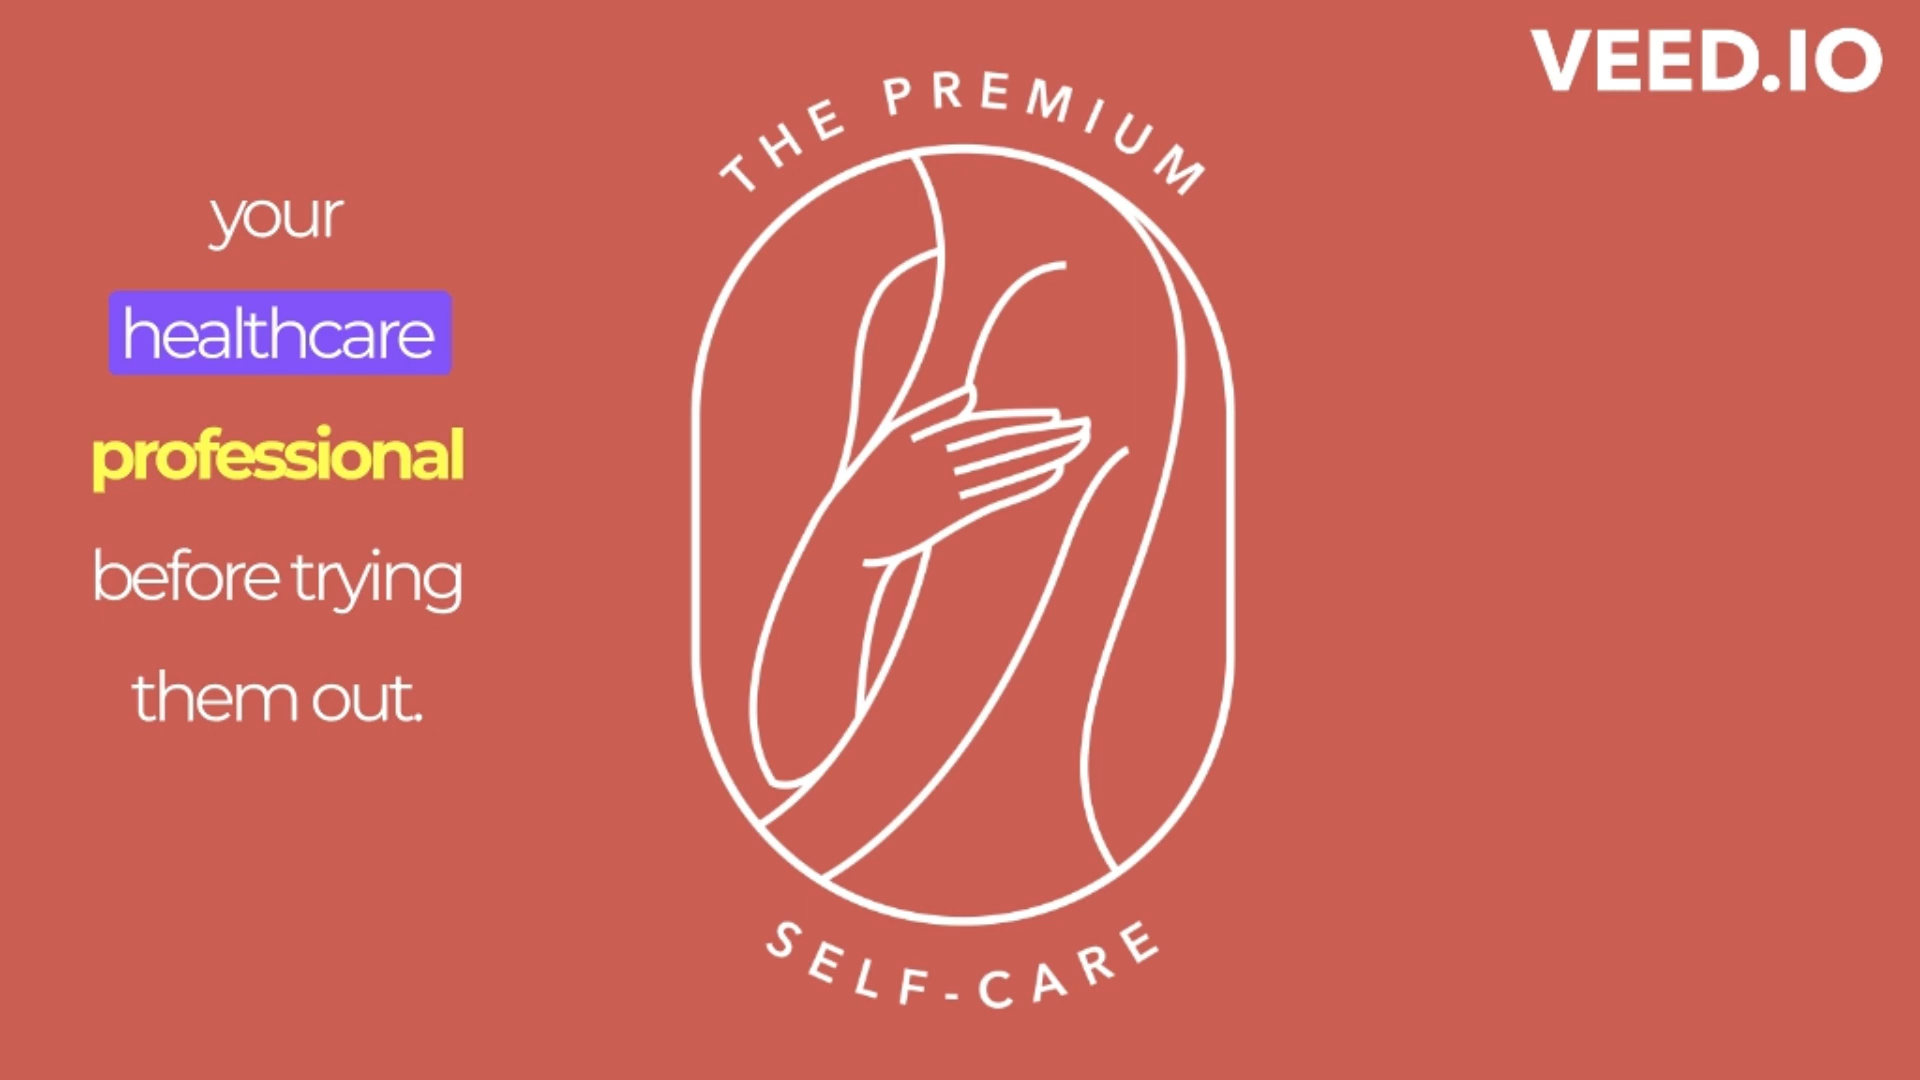 VEED.IO
THE PREMIUM
your
healthcare
professional
before trying
them out.
SELF-CARE